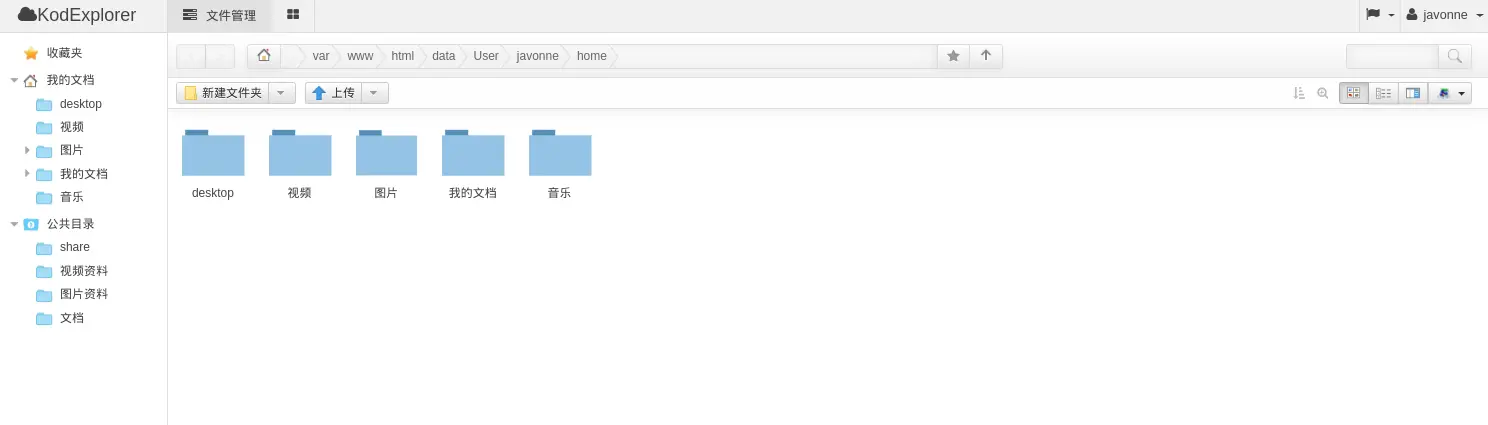 KodExplorer 文件管理 javonne
收藏夹
我的文档
desktop
视频
图片
我的文档
音乐
公共目录
share
视频资料
图片资料
文档
var www html data User javonne home
新建文件夹 上传
desktop 视频 图片 我的文档 音乐